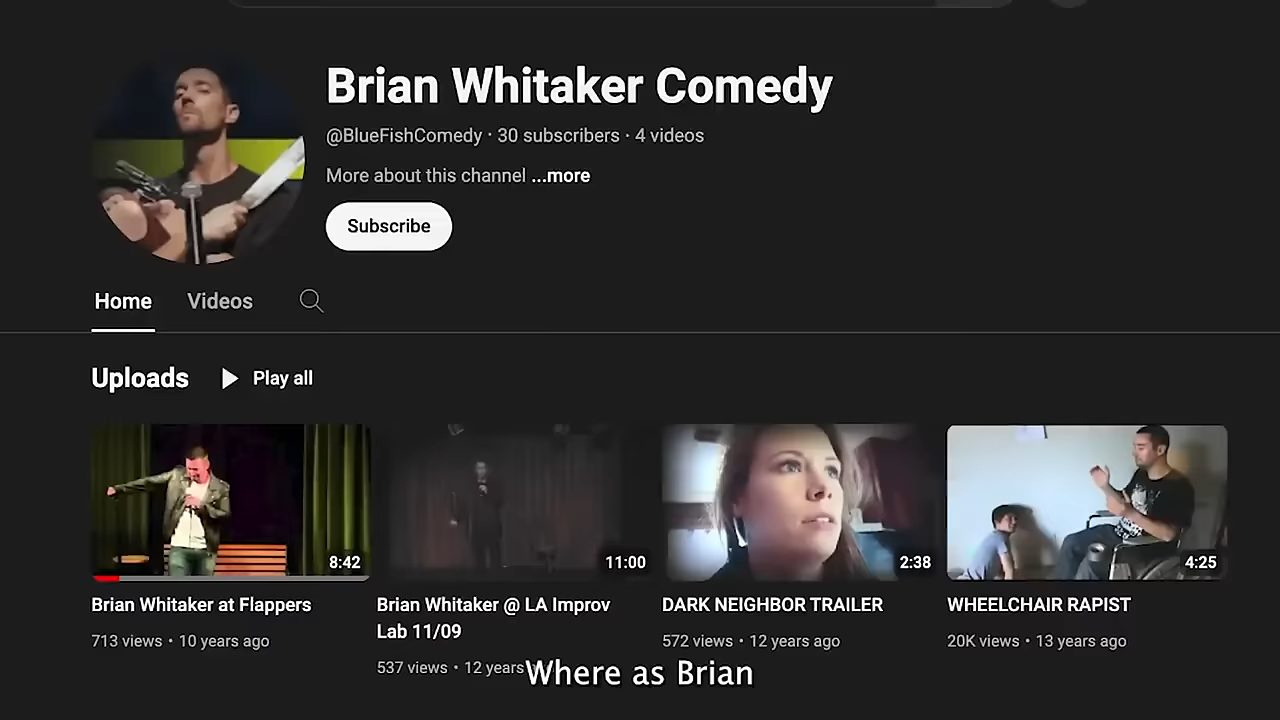 Brian Whitaker Comedy
@BlueFishComedy · 30 subscribers · 4 videos
More about this channel ...more
Subscribe
Home Videos
Uploads Play all
8:42
11:00
2:38
4:25
Brian Whitaker at Flappers
713 views • 10 years ago
Brian Whitaker @ LA Improv
Lab 11/09
537 views • 12 years
DARK NEIGHBOR TRAILER
572 views • 12 years ago
WHEELCHAIR RAPIST
20K views • 13 years ago
Where as Brian